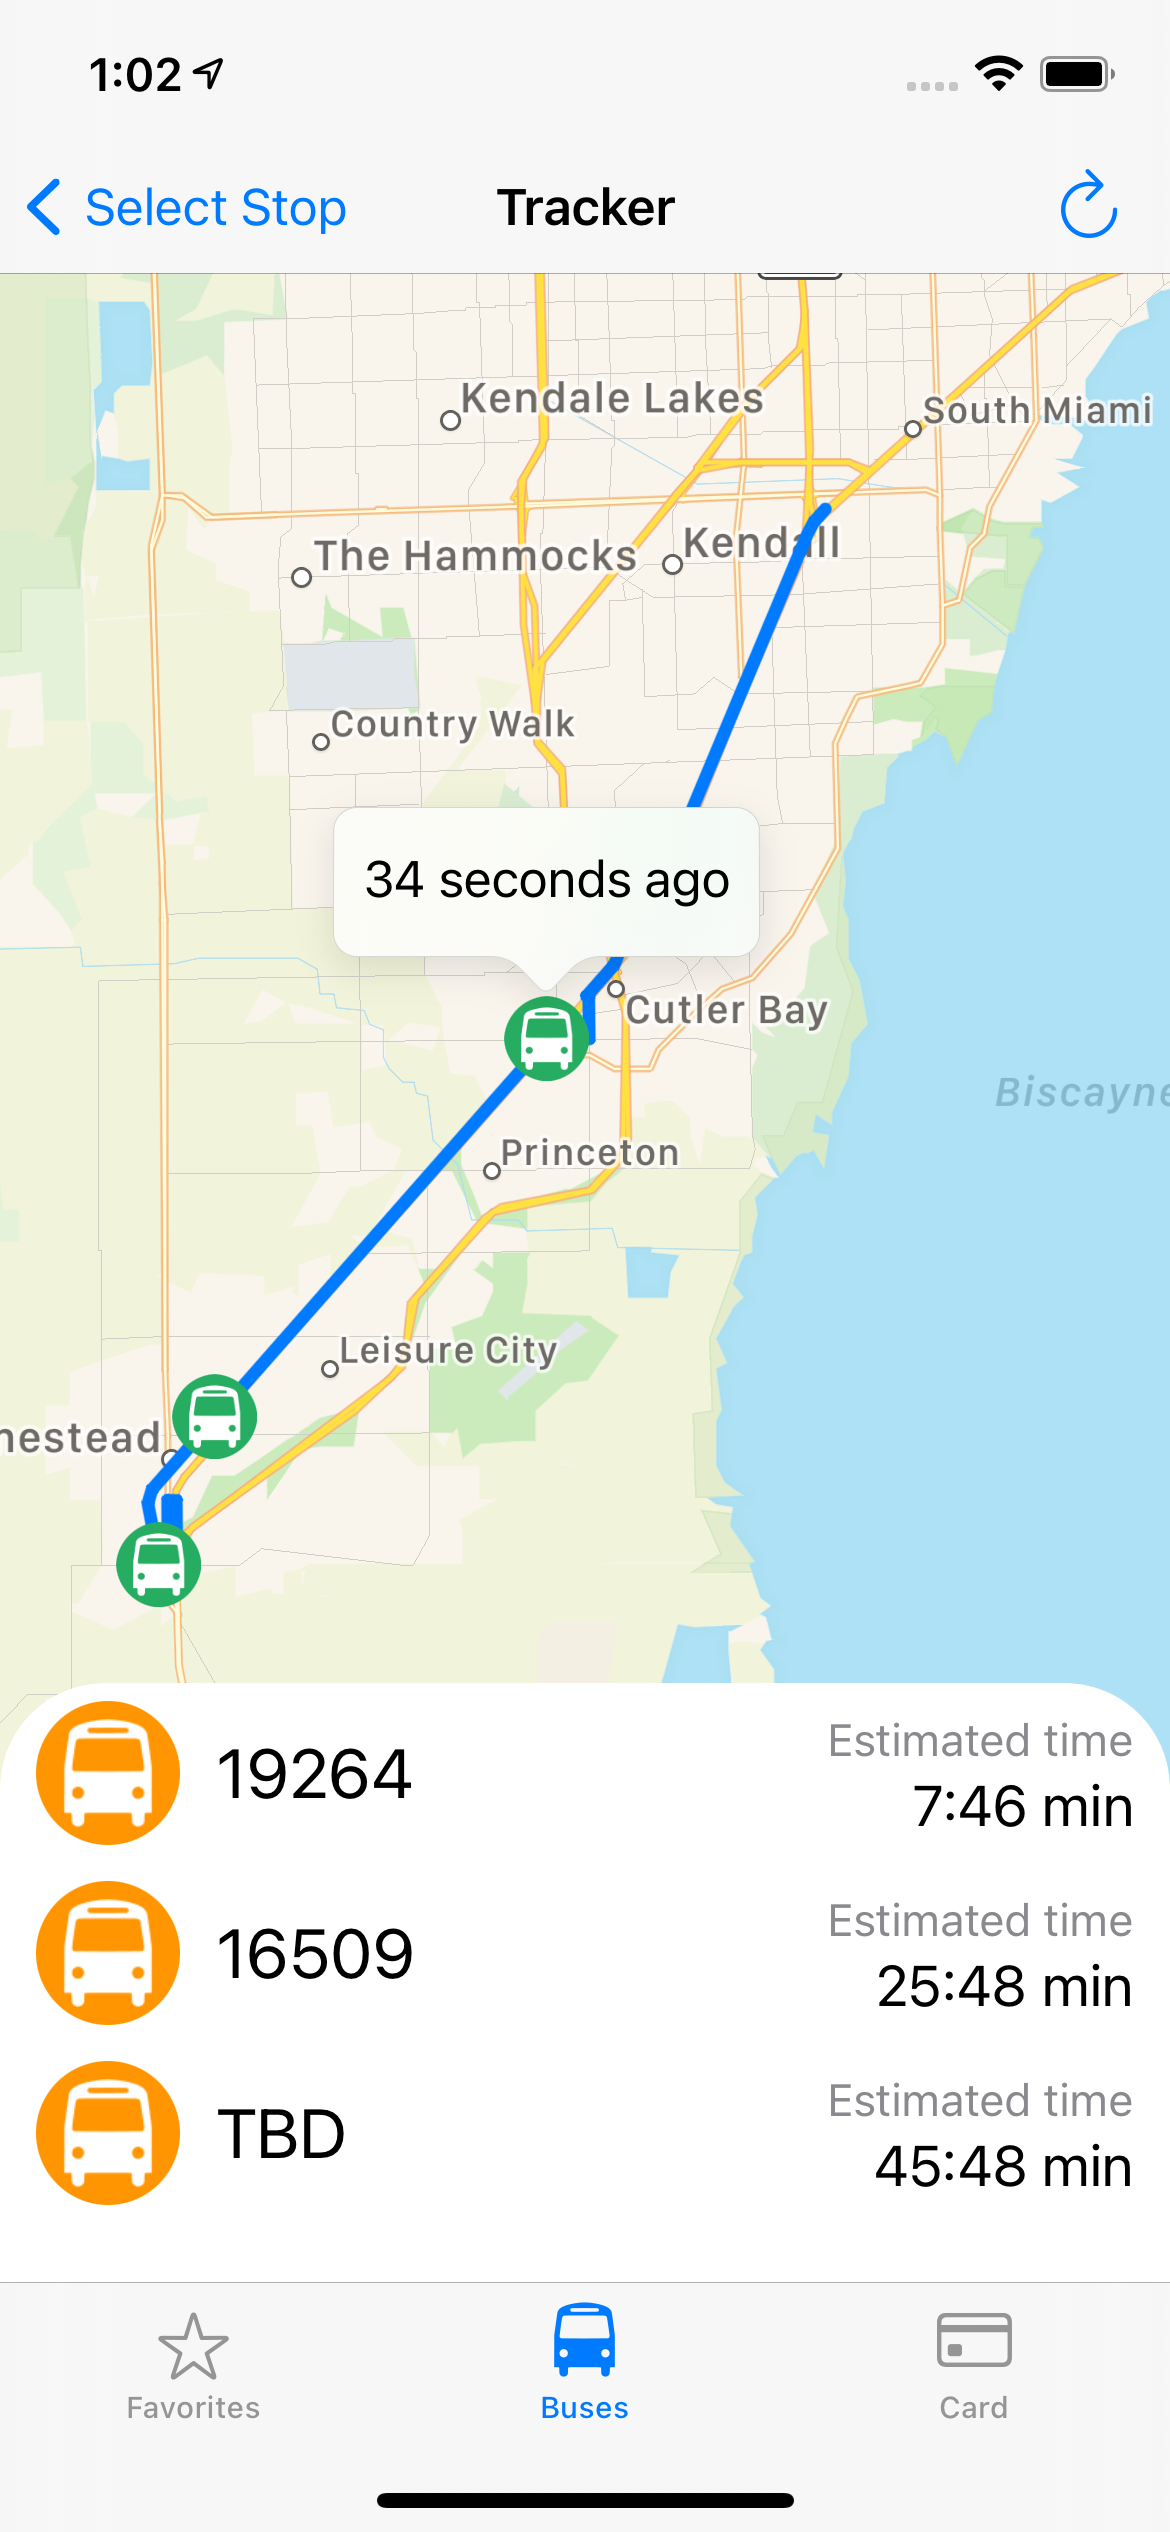 1:02
Select Stop
Tracker
Kendale Lakes
South Miami
The Hammocks
Kendall
Country Walk
34 seconds ago
Cutler Bay
Biscayne
Princeton
Leisure City
nestead
19264
Estimated time
7:46 min
16509
Estimated time
25:48 min
TBD
Estimated time
45:48 min
Favorites
Buses
Card